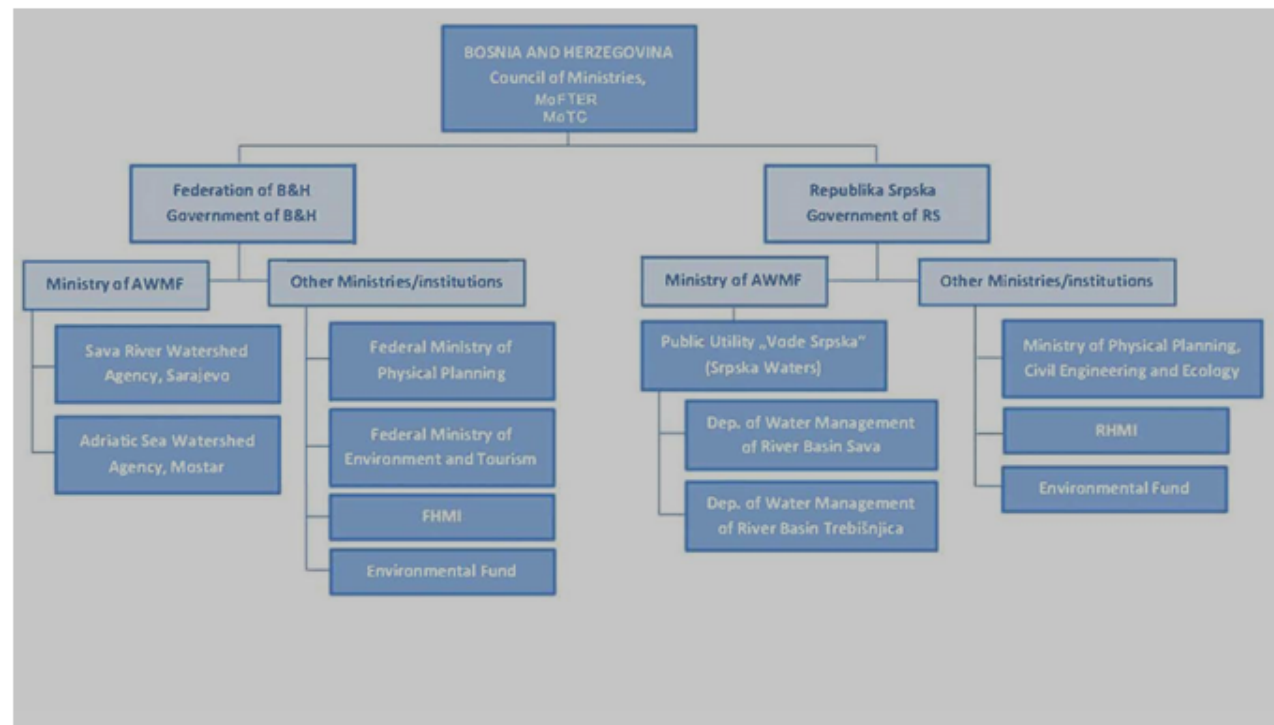 BOSNIA AND HERZEGOVINA
Council of Ministries,
MoFTER
MoTC
Federation of B&H
Government of B&H
Republika Srpska
Government of RS
Ministry of AWMF
Other Ministries/institutions
Ministry of AWMF
Other Ministries/institutions
Sava River Watershed
Agency, Sarajevo
Adriatic Sea Watershed
Agency, Mostar
Federal Ministry of
Physical Planning
Federal Ministry of
Environment and Tourism
FHMI
Environmental Fund
Public Utility „Vode Srpska“
(Srpska Waters)
Dep. of Water Management
of River Basin Sava
Dep. of Water Management
of River Basin Trebišnjica
Ministry of Physical Planning,
Civil Engineering and Ecology
RHMI
Environmental Fund